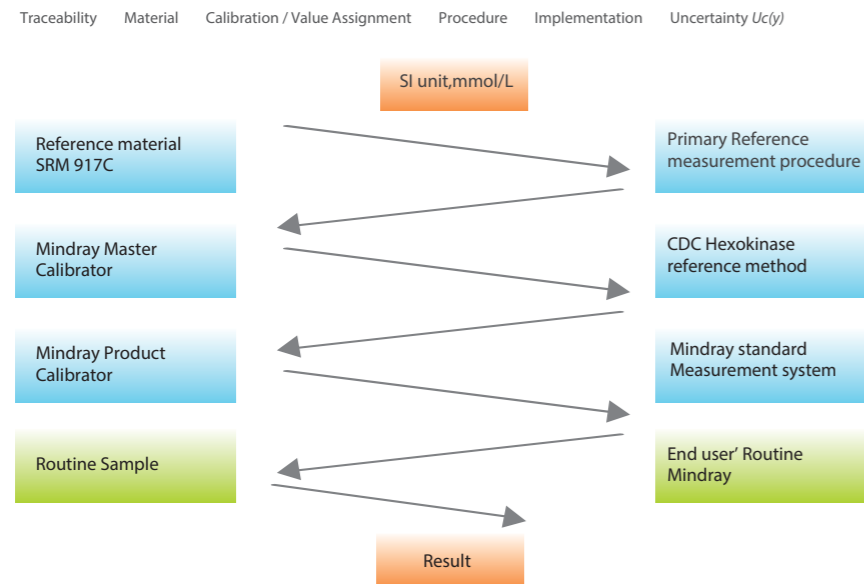 Traceability Material Calibration / Value Assignment Procedure Implementation Uncertainty Uc(y)
SI unit,mmol/L
Reference material
SRM 917C
Primary Reference
measurement procedure
Mindray Master
Calibrator
CDC Hexokinase
reference method
Mindray Product
Calibrator
Mindray standard
Measurement system
Routine Sample
End user' Routine
Mindray
Result